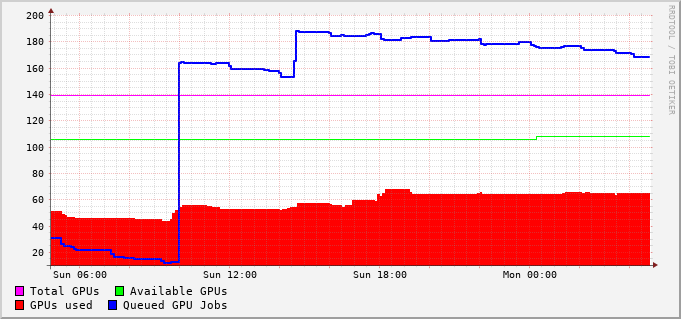 200
180
160
140
120
100
80
60
40
20
Sun 06:00 Sun 12:00 Sun 18:00 Mon 00:00
Total GPUs Available GPUs
GPUs used Queued GPU Jobs
RRDTOOL / TOBI OETIKER